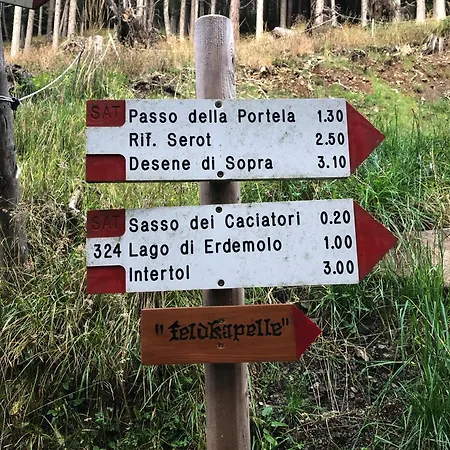 SAT Passo della Portela 1.30
Rif. Serot 2.50
Desene di Sopra 3.10
SAT Sasso dei Caciatori 0.20
324 Lago di Erdemolo 1.00
Intertol 3.00
"feldkapelle"